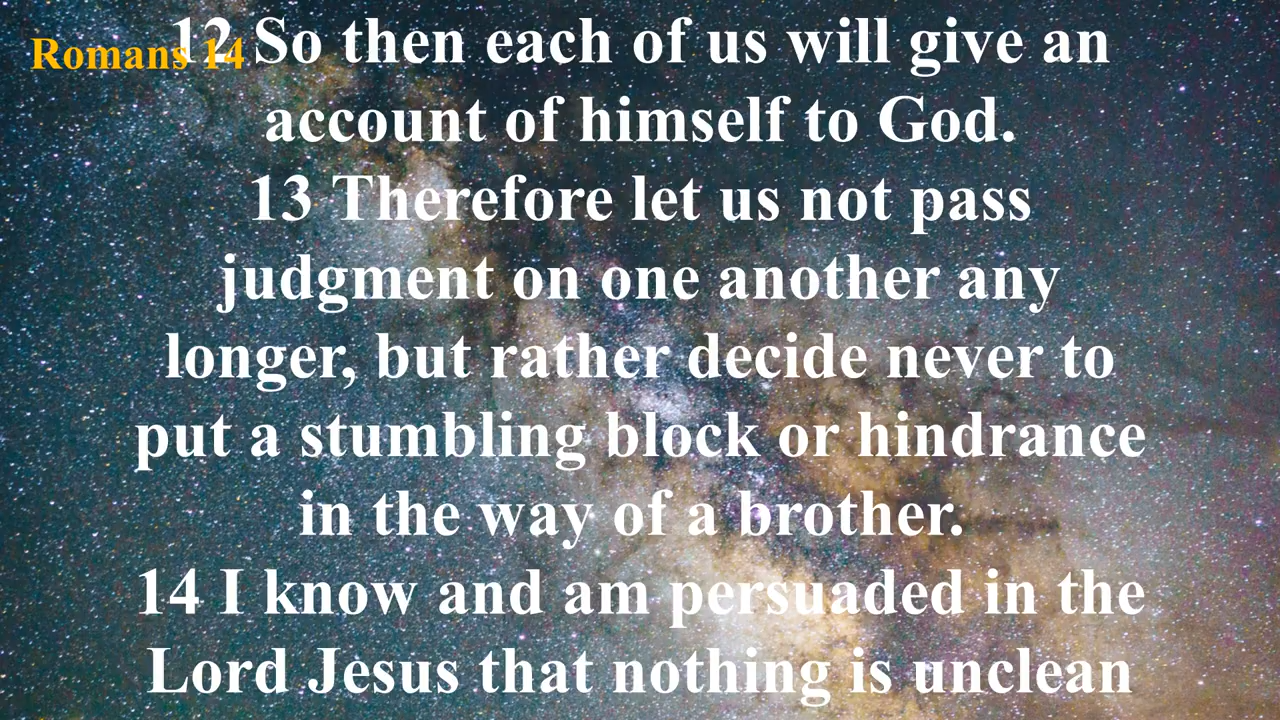 Romans 14
12 So then each of us will give an
account of himself to God.
13 Therefore let us not pass
judgment on one another any
longer, but rather decide never to
put a stumbling block or hindrance
in the way of a brother.
14 I know and am persuaded in the
Lord Jesus that nothing is unclean